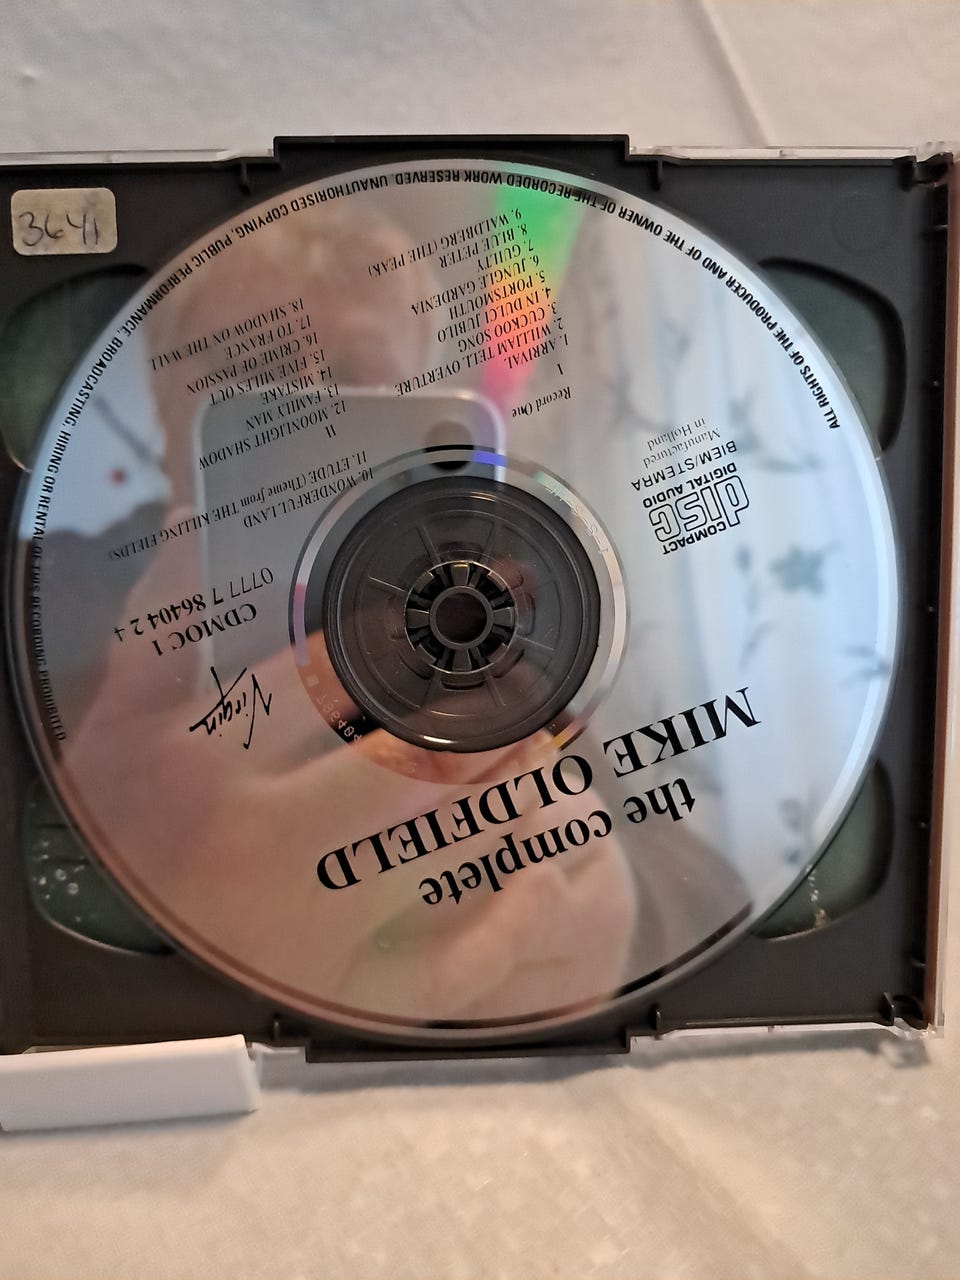 3641
the complete
MIKE OLDFIELD
COMPACT
disc
DIGITAL AUDIO
BIEM/STEMRA
Manufactured
in Holland
Virgin
CDMOC 1
0777 7 86404 2 4
Record One
I
1. ARRIVAL
2. WILLIAM TELL OVERTURE
3. CUCKOO SONG
4. IN DULCI JUBILO
5. PORTSMOUTH
6. JUNGLE GARDENIA
7. GUILTY
8. BLUE PETER
9. WALDBERG (THE PEAK)
10. WONDERFUL LAND
11. ETUDE (Theme from THE KILLING FIELDS)
II
12. MOONLIGHT SHADOW
13. FAMILY MAN
14. MISTAKE
15. FIVE MILES OUT
16. CRIME OF PASSION
17. TO FRANCE
18. SHADOW ON THE WALL
ALL RIGHTS OF THE PRODUCER AND OF THE OWNER OF THE RECORDED WORK RESERVED. UNAUTHORISED COPYING, PUBLIC PERFORMANCE, BROADCASTING, HIRING OR RENTAL OF THIS RECORDING PROHIBITED